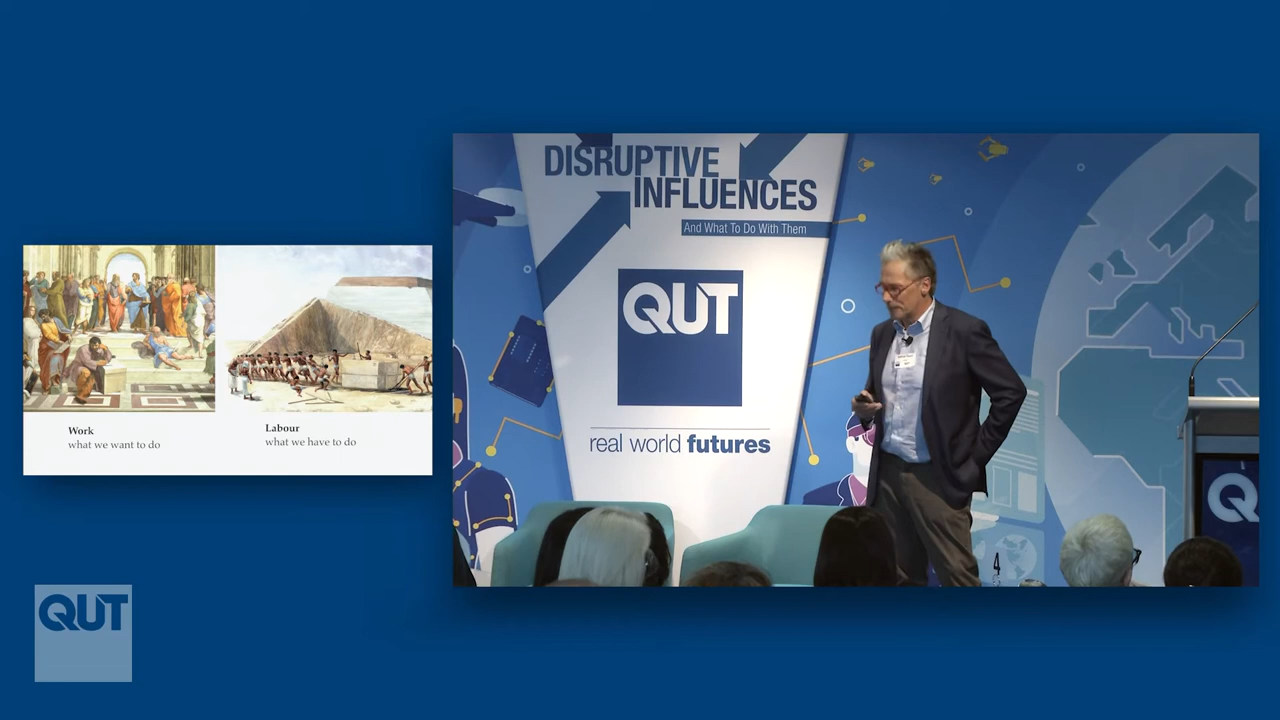 Work
what we want to do
Labour
what we have to do
QUT
DISRUPTIVE
INFLUENCES
And What To Do With Them
QUT
real world futures
4